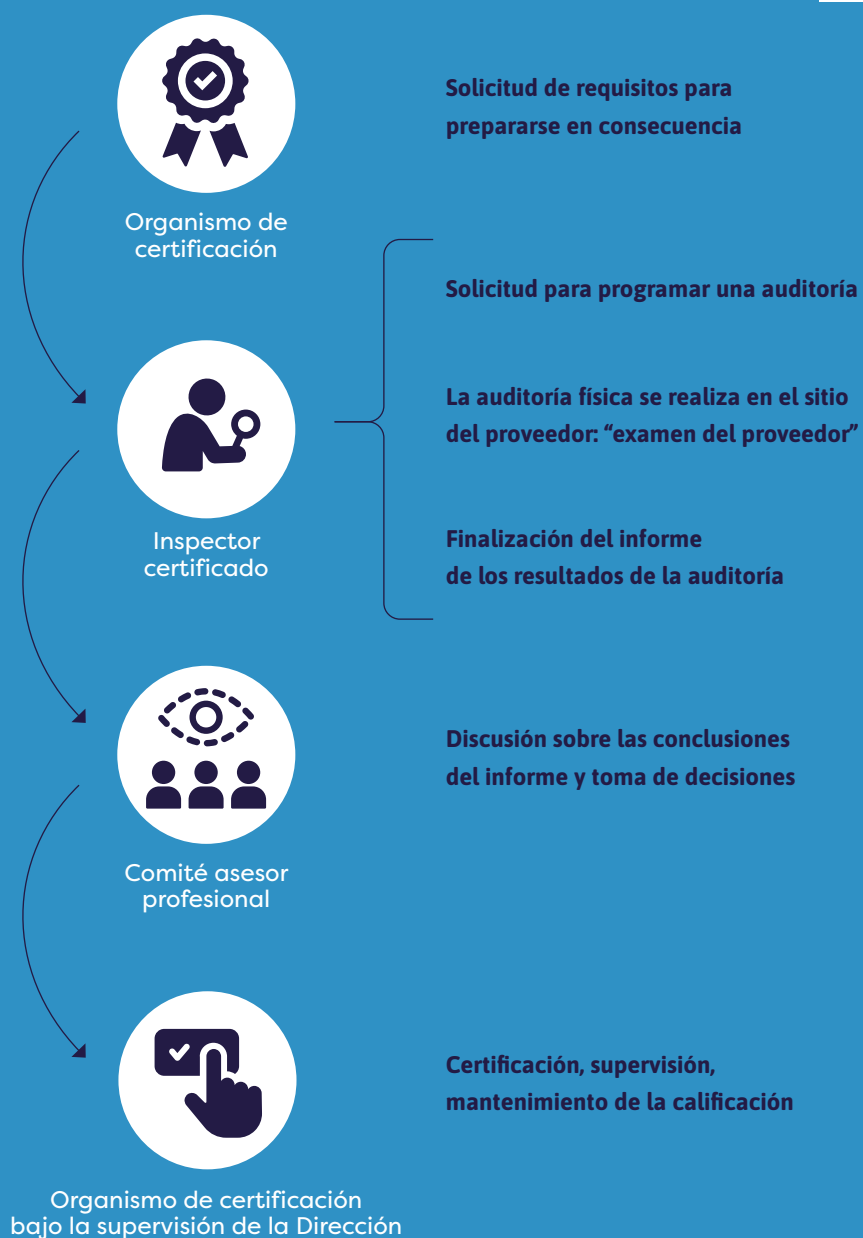 Solicitud de requisitos para
prepararse en consecuencia
Organismo de
certificación
Solicitud para programar una auditoría
La auditoría física se realiza en el sitio
del proveedor: “examen del proveedor”
Inspector
certificado
Finalización del informe
de los resultados de la auditoría
Discusión sobre las conclusiones
del informe y toma de decisiones
Comité asesor
profesional
Certificación, supervisión,
mantenimiento de la calificación
Organismo de certificación
bajo la supervisión de la Dirección